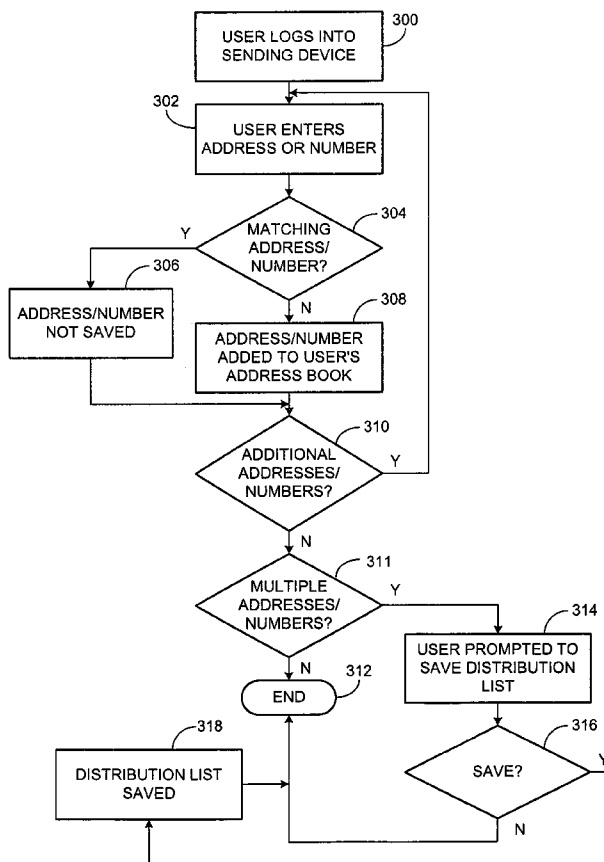 300
USER LOGS INTO
SENDING DEVICE
302
USER ENTERS
ADDRESS OR NUMBER
304
Y
MATCHING
ADDRESS/
NUMBER?
306
N
308
ADDRESS/NUMBER
NOT SAVED
ADDRESS/NUMBER
ADDED TO USER'S
ADDRESS BOOK
310
ADDITIONAL
ADDRESSES/
NUMBERS?
Y
N
311
MULTIPLE
ADDRESSES/
NUMBERS?
Y
314
USER PROMPTED TO
SAVE DISTRIBUTION
LIST
N
312
END
316
318
SAVE?
Y
DISTRIBUTION LIST
SAVED
N